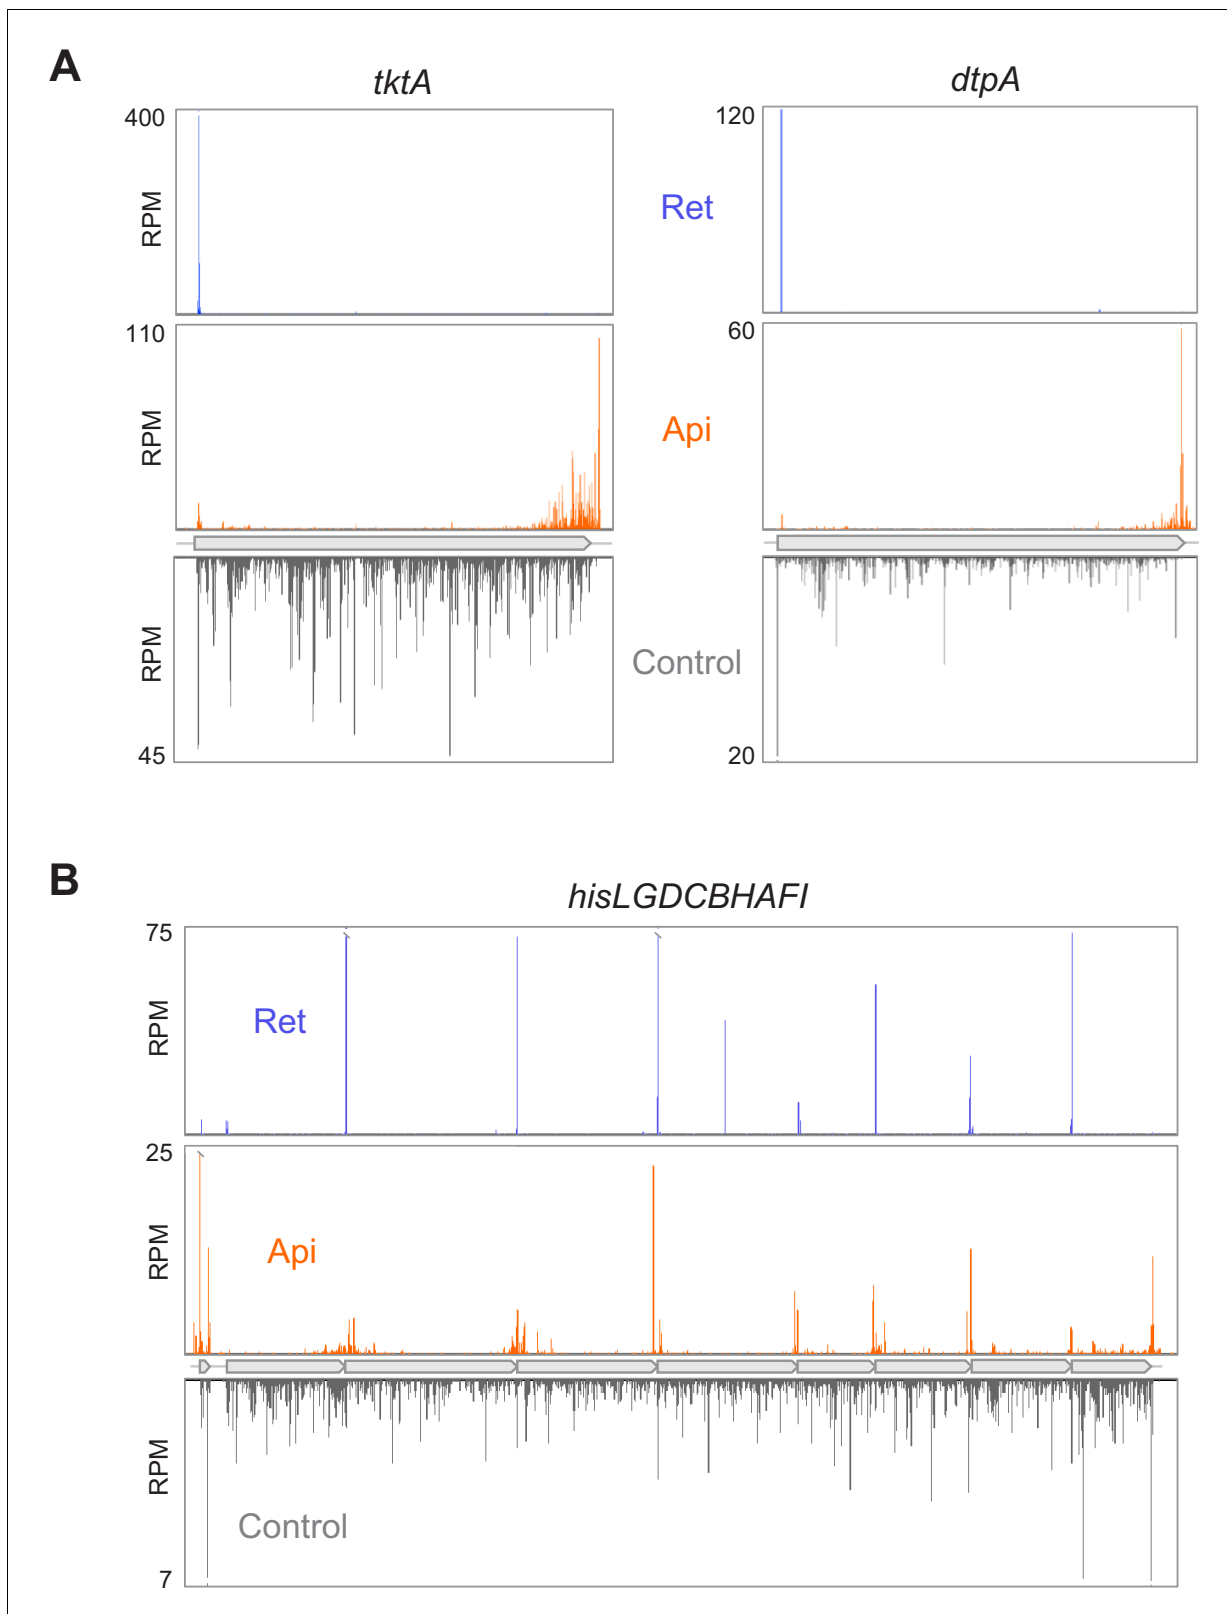 A
tktA
dtpA
400
RPM
120
Ret
110
RPM
60
Api
RPM
45
Control
20
B
hisLGDCBHAFI
75
RPM
Ret
25
RPM
Api
RPM
7
Control